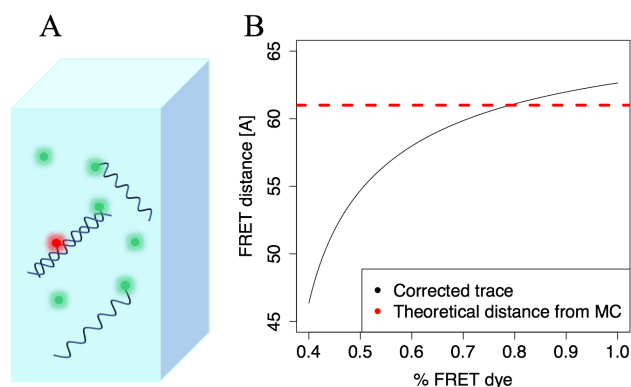 A
B
65
60
55
50
45
FRET distance [A]
Corrected trace
Theoretical distance from MC
0.4 0.5 0.6 0.7 0.8 0.9 1.0
% FRET dye